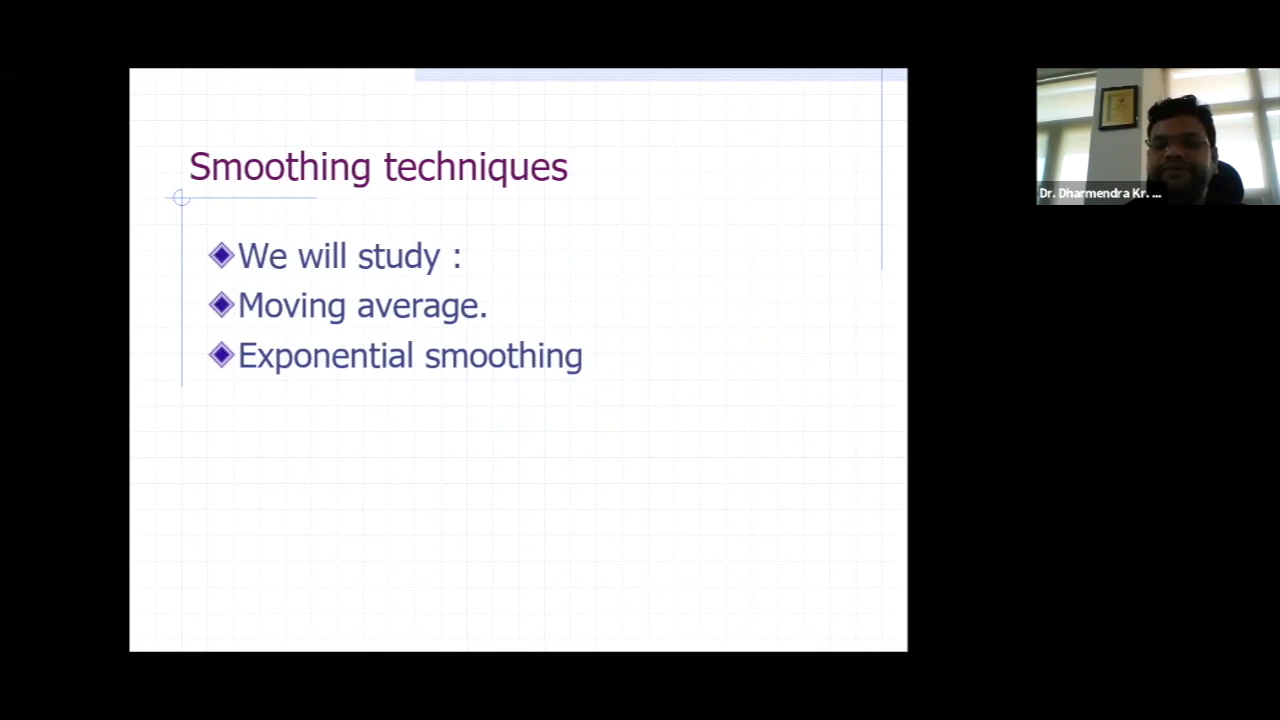 Smoothing techniques
We will study :
Moving average.
Exponential smoothing
Dr. Dharmendra Kr. ...